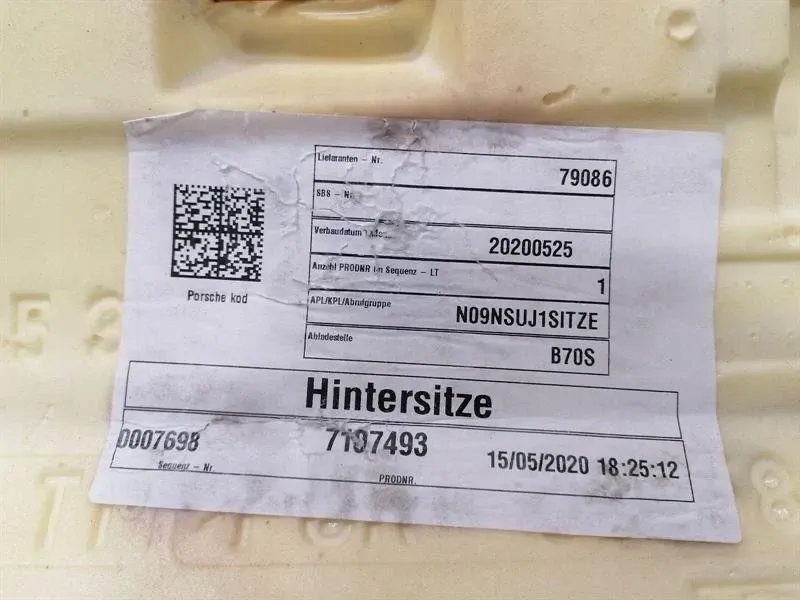 Lieferanten - Nr.
79086
SBS - Nr
Verbaudatum
20200525
Anzahl PRODNR im Sequenz - LT
1
APL/KPL/Abrufgruppe
N09NSUJ1SITZE
Abladestelle
B70S
Porsche kod
Hintersitze
0007698 7107493 15/05/2020 18:25:12
Sequenz - Nr.
PRODNR.